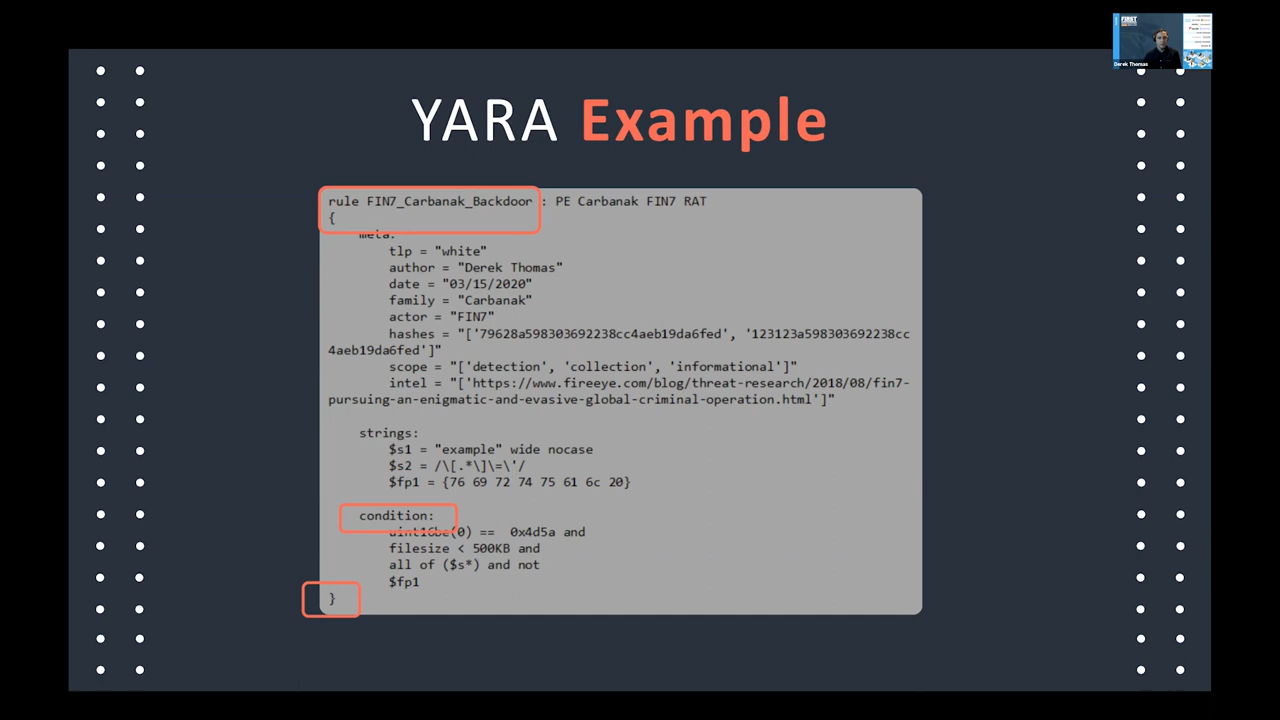 FIRST
Derek Thomas
YARA Example
rule FIN7_Carbanak_Backdoor : PE Carbanak FIN7 RAT
{
meta:
tlp = "white"
author = "Derek Thomas"
date = "03/15/2020"
family = "Carbanak"
actor = "FIN7"
hashes = "['79628a598303692238cc4aeb19da6fed', '123123a598303692238cc
4aeb19da6fed']"
scope = "['detection', 'collection', 'informational']"
intel = "['https://www.fireeye.com/blog/threat-research/2018/08/fin7-
pursuing-an-enigmatic-and-evasive-global-criminal-operation.html']"
strings:
$s1 = "example" wide nocase
$s2 = /\[.*\]\=\'/
$fp1 = {76 69 72 74 75 61 6c 20}
condition:
uint16be(0) == 0x4d5a and
filesize < 500KB and
all of ($s*) and not
$fp1
}